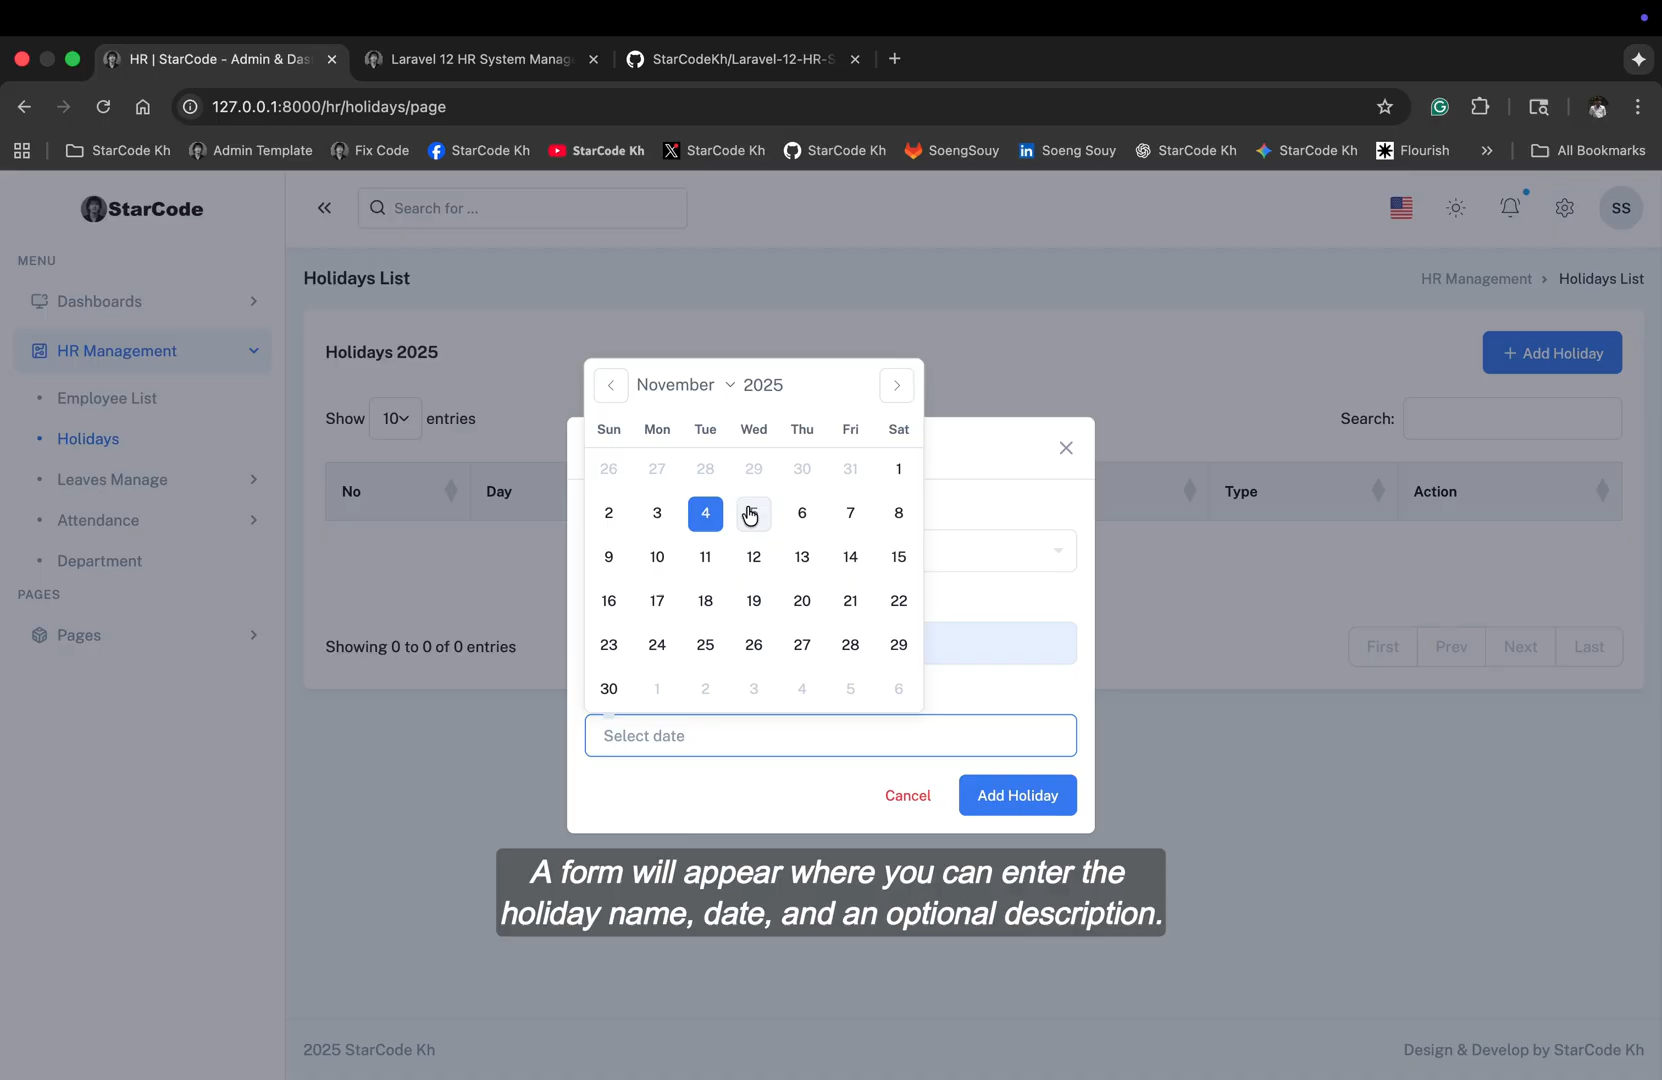 HR | StarCode - Admin & Das
Laravel 12 HR System Manag
StarCodeKh/Laravel-12-HR-S
127.0.0.1:8000/hr/holidays/page
StarCode Kh
Admin Template
Fix Code
StarCode Kh
StarCode Kh
StarCode Kh
StarCode Kh
SoengSouy
Soeng Souy
StarCode Kh
StarCode Kh
Flourish
All Bookmarks
StarCode
Search for ...
SS
MENU
Dashboards
HR Management
Employee List
Holidays
Leaves Manage
Attendance
Department
PAGES
Pages
Holidays List
HR Management > Holidays List
Holidays 2025
+ Add Holiday
Show 10 entries
Search:
No Day Type Action
Showing 0 to 0 of 0 entries
First Prev Next Last
November 2025
Sun Mon Tue Wed Thu Fri Sat
26 27 28 29 30 31 1
2 3 4 6 7 8
9 10 11 12 13 14 15
16 17 18 19 20 21 22
23 24 25 26 27 28 29
30 1 2 3 4 5 6
Select date
Cancel
Add Holiday
A form will appear where you can enter the
holiday name, date, and an optional description.
2025 StarCode Kh
Design & Develop by StarCode Kh